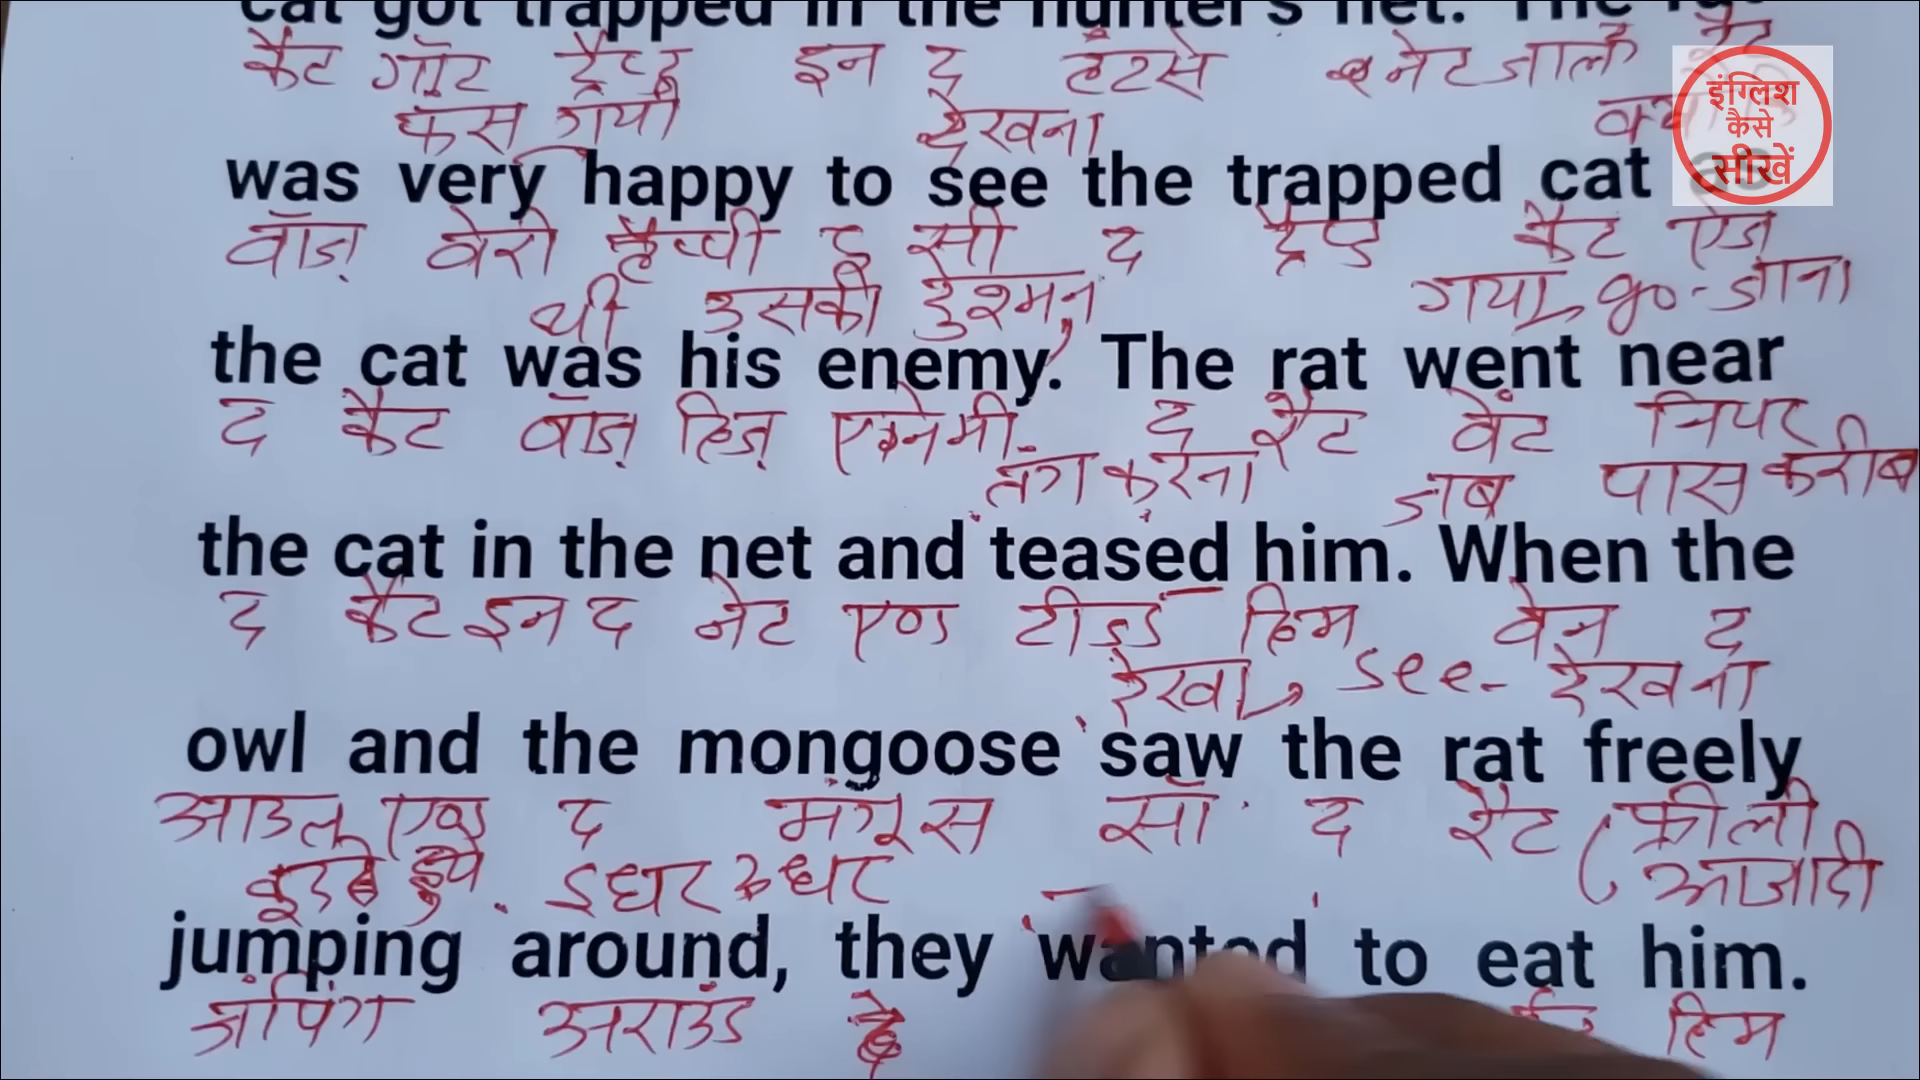 cat got trapped in the hunter's net. The
कैट गॉट ट्रैप्ड इन द हंटर्स नेट जाल
फस गया देखना
was very happy to see the trapped cat
वॉज़ वेरी हैप्पी टू सी द ट्रैप्ड कैट ऐज़
थी उसकी दुश्मन गया, go-जाना
the cat was his enemy. The rat went near
द कैट वॉज़ हिज़ एनेमी. द रैट वेंट नियर
तंग करना जब पास करीब
the cat in the net and teased him. When the
द कैट इन द नेट एण्ड टीज्ड हिम वेन द
देखा, see- देखना
owl and the mongoose saw the rat freely
आउल एण्ड द मंगूस सॉ द रैट फ्रीली
हुये इधर उधर (आजादी
jumping around, they wanted to eat him.
जंपिंग अराउंड दे हिम
इंग्लिश
कैसे
सीखें